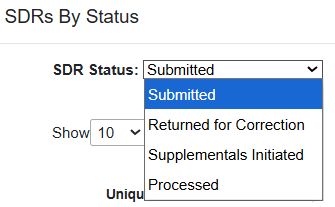 SDRs By Status
SDR Status: Submitted
Submitted
Returned for Correction
Show 10
Supplementals Initiated
Processed